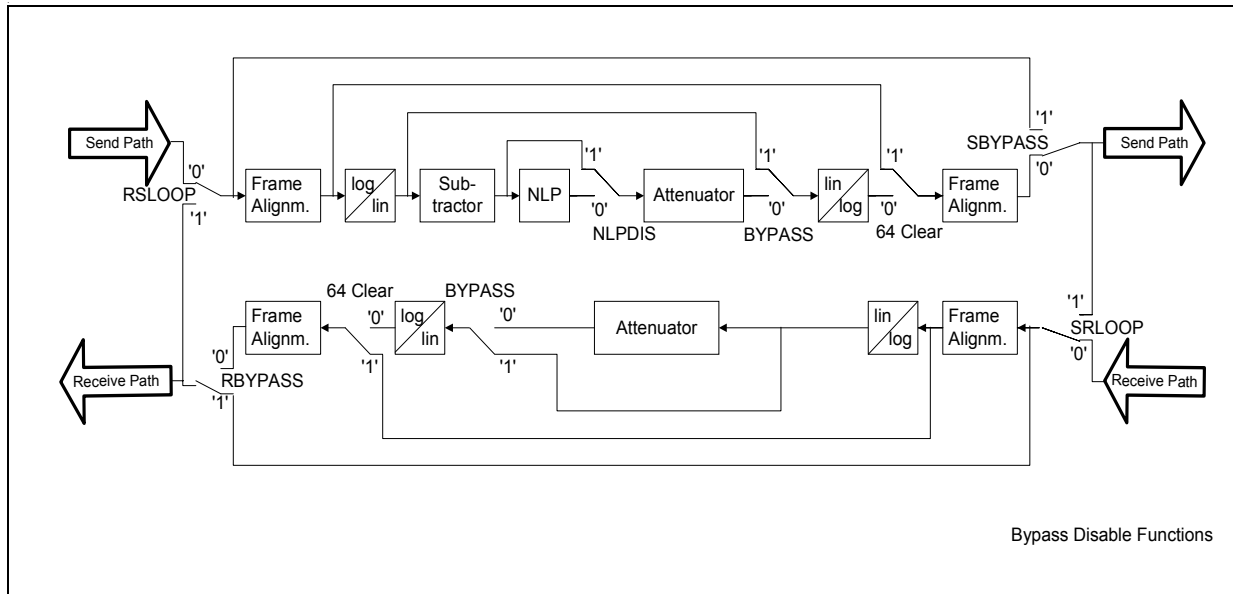 '1'
Send Path
SBYPASS
Send Path
'0'
'1'
'1'
'1'
'0'
RSLOOP
Frame
Alignm.
log
lin
Sub-
tractor
NLP
Attenuator
lin
log
Frame
Alignm.
'1'
'0'
'0'
'0'
NLPDIS
BYPASS
64 Clear
64 Clear
BYPASS
'1'
'0'
'0'
SRLOOP
Frame
Alignm.
log
lin
Attenuator
lin
log
Frame
Alignm.
'0'
'0'
'1'
'1'
Receive Path
RBYPASS
'1'
Receive Path
Bypass Disable Functions